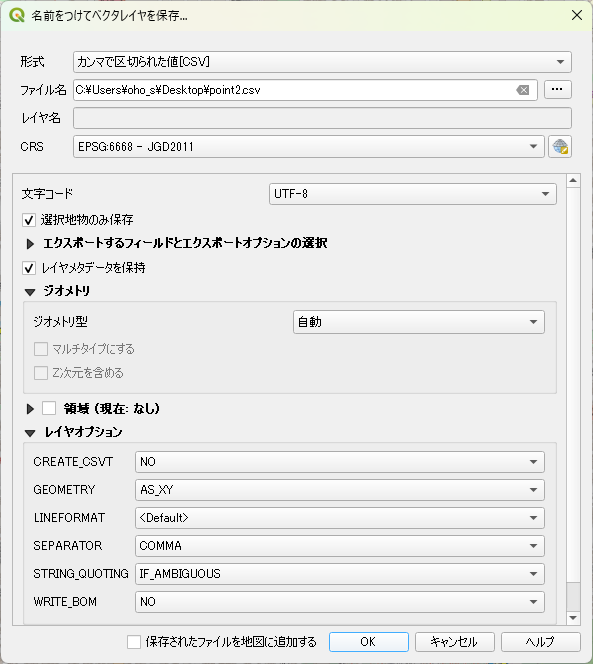 名前をつけてベクタレイヤを保存...
形式 カンマで区切られた値[CSV]
ファイル名 C:¥Users¥oho_s¥Desktop¥point2.csv ...
レイヤ名
CRS EPSG:6668 - JGD2011
文字コード UTF-8
選択地物のみ保存
エクスポートするフィールドとエクスポートオプションの選択
レイヤメタデータを保持
ジオメトリ
ジオメトリ型 自動
マルチタイプにする
Z次元を含める
領域 (現在: なし)
レイヤオプション
CREATE_CSVT NO
GEOMETRY AS_XY
LINEFORMAT <Default>
SEPARATOR COMMA
STRING_QUOTING IF_AMBIGUOUS
WRITE_BOM NO
保存されたファイルを地図に追加する OK キャンセル ヘルプ